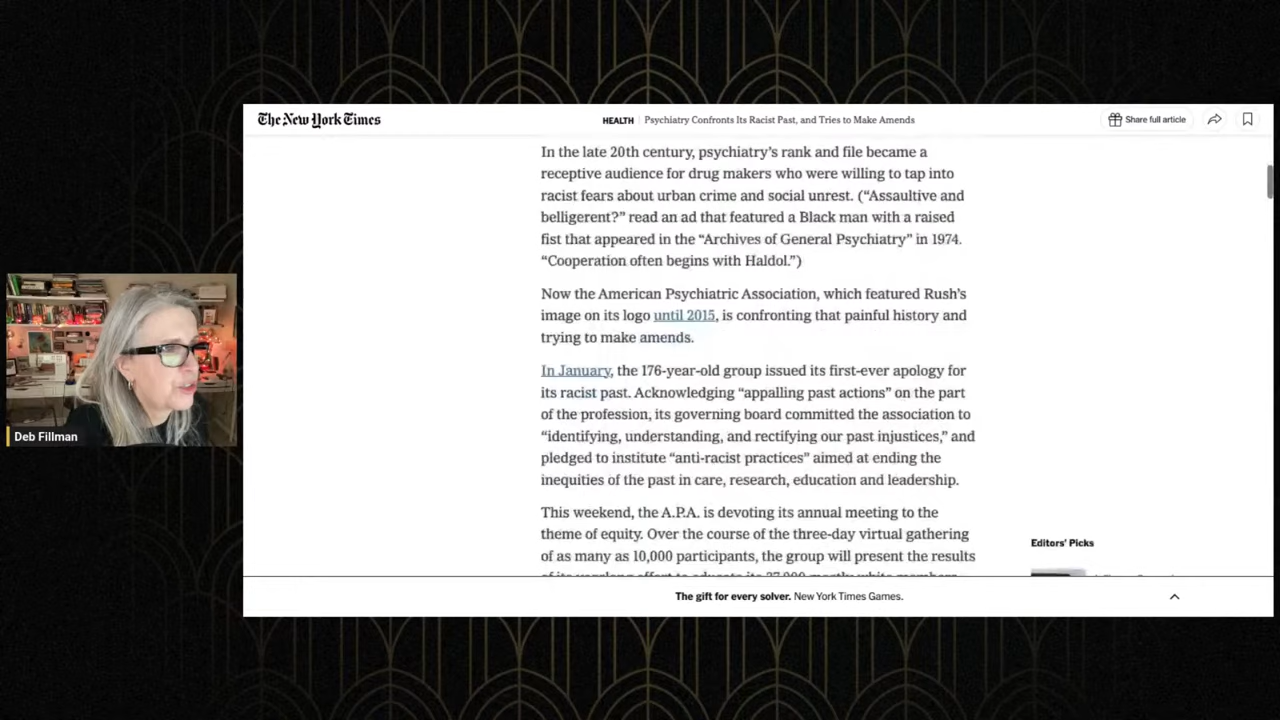 The New York Times
HEALTH | Psychiatry Confronts Its Racist Past, and Tries to Make Amends
Share full article
In the late 20th century, psychiatry’s rank and file became a
receptive audience for drug makers who were willing to tap into
racist fears about urban crime and social unrest. (“Assaultive and
belligerent?” read an ad that featured a Black man with a raised
fist that appeared in the “Archives of General Psychiatry” in 1974.
“Cooperation often begins with Haldol.”)
Now the American Psychiatric Association, which featured Rush’s
image on its logo until 2015, is confronting that painful history and
trying to make amends.
In January, the 176-year-old group issued its first-ever apology for
its racist past. Acknowledging “appalling past actions” on the part
of the profession, its governing board committed the association to
“identifying, understanding, and rectifying our past injustices,” and
pledged to institute “anti-racist practices” aimed at ending the
inequities of the past in care, research, education and leadership.
This weekend, the A.P.A. is devoting its annual meeting to the
theme of equity. Over the course of the three-day virtual gathering
of as many as 10,000 participants, the group will present the results
Editors’ Picks
The gift for every solver. New York Times Games.
Deb Fillman